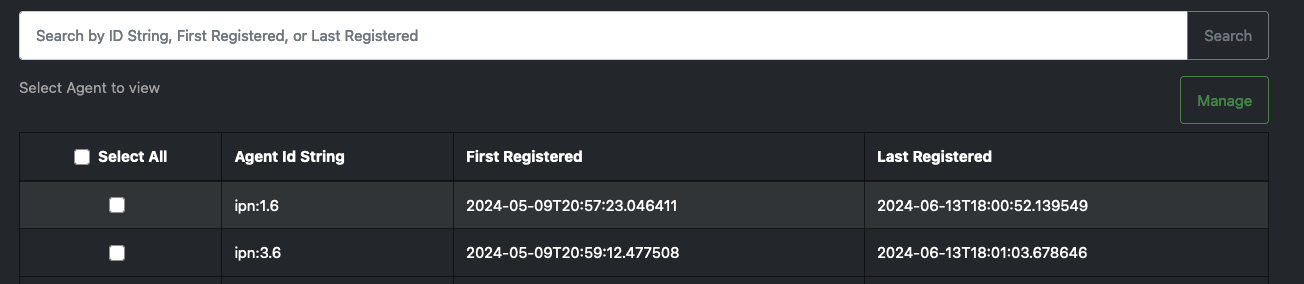 Search by ID String, First Registered, or Last Registered Search
Select Agent to view
Manage
Select All Agent Id String First Registered Last Registered
ipn:1.6 2024-05-09T20:57:23.046411 2024-06-13T18:00:52.139549
ipn:3.6 2024-05-09T20:59:12.477508 2024-06-13T18:01:03.678646